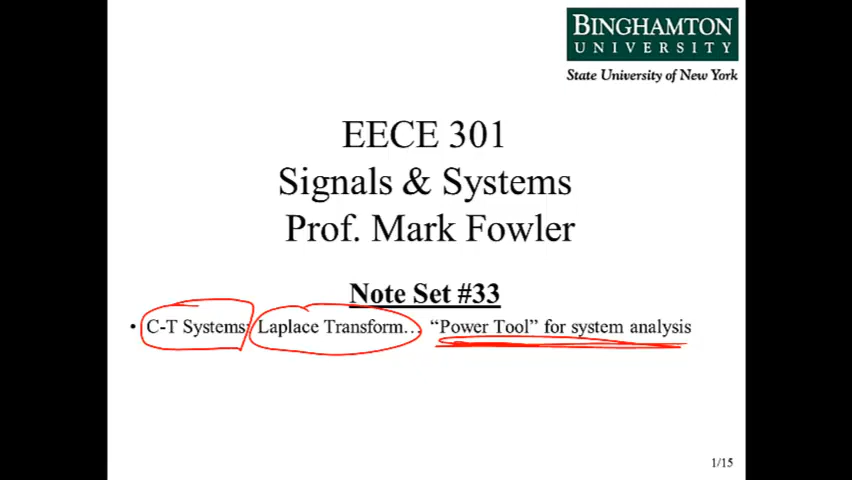 BINGHAMTON
UNIVERSITY
State University of New York
EECE 301
Signals & Systems
Prof. Mark Fowler
Note Set #33
• C-T Systems: Laplace Transform… “Power Tool” for system analysis
1/15